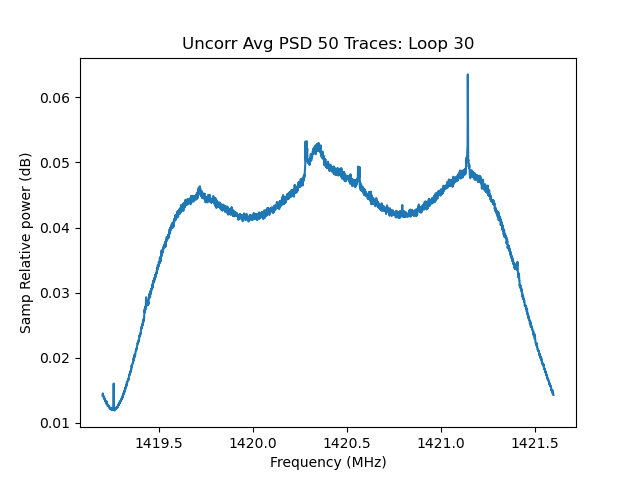 Uncorr Avg PSD 50 Traces: Loop 30
0.06
0.05
0.04
0.03
0.02
0.01
Samp Relative power (dB)
1419.5 1420.0 1420.5 1421.0 1421.5
Frequency (MHz)